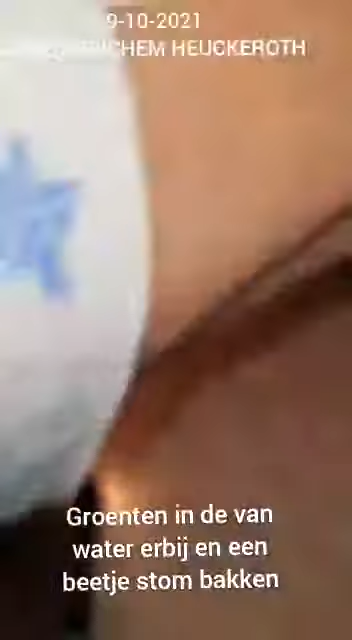 9-10-2021
HEUCKEROTH
Groenten in de van
water erbij en een
beetje stom bakken